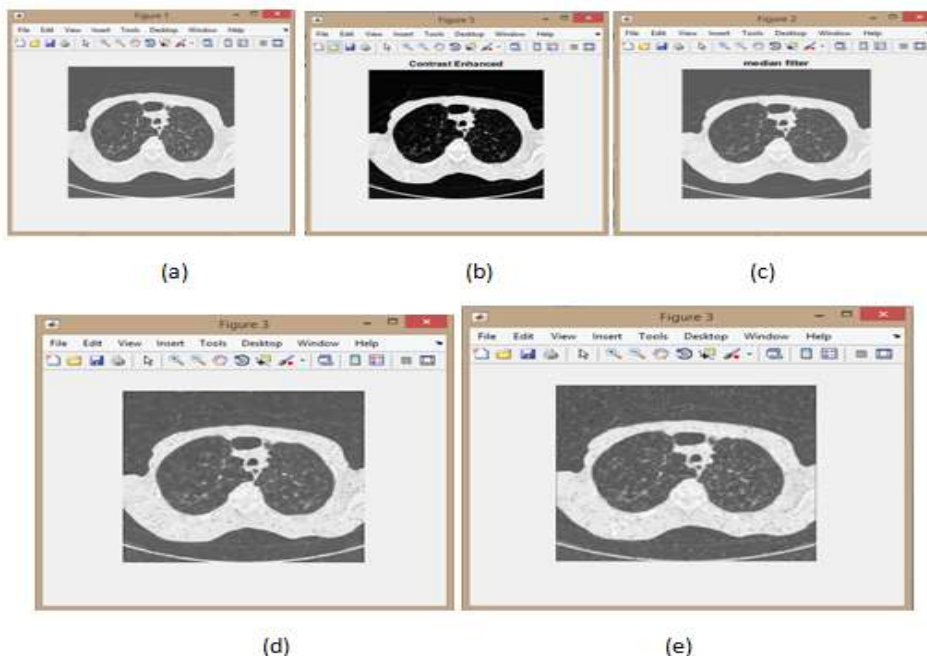 Figure 1
File Edit View Insert Tools Desktop Window Help
Figure 3
File Edit View Insert Tools Desktop Window Help
Contrast Enhanced
Figure 2
File Edit View Insert Tools Desktop Window Help
median filter
(a)
(b)
(c)
Figure 3
File Edit View Insert Tools Desktop Window Help
Figure 3
File Edit View Insert Tools Desktop Window Help
(d)
(e)